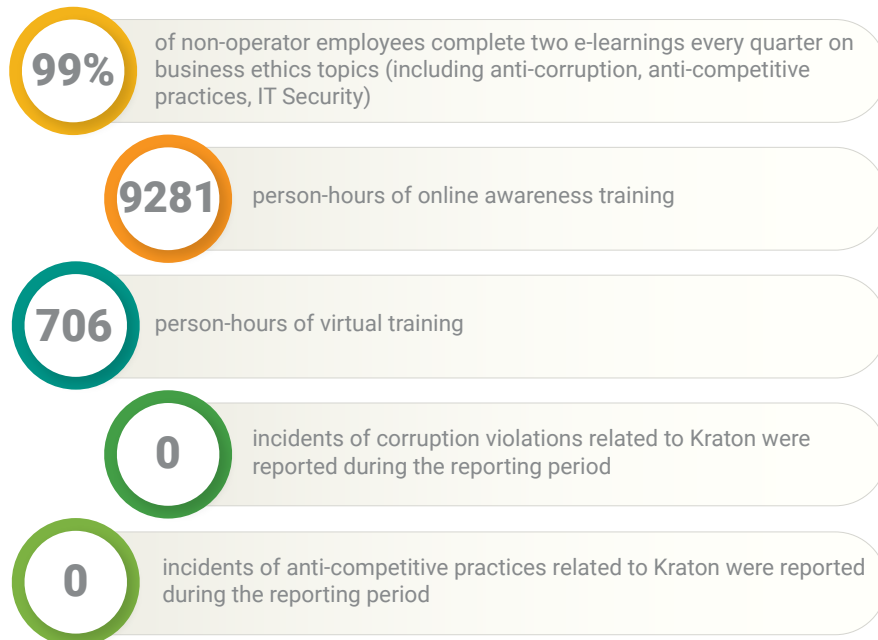 99%
of non-operator employees complete two e-learnings every quarter on
business ethics topics (including anti-corruption, anti-competitive
practices, IT Security)
9281
person-hours of online awareness training
706
person-hours of virtual training
0
incidents of corruption violations related to Kraton were
reported during the reporting period
0
incidents of anti-competitive practices related to Kraton were reported
during the reporting period